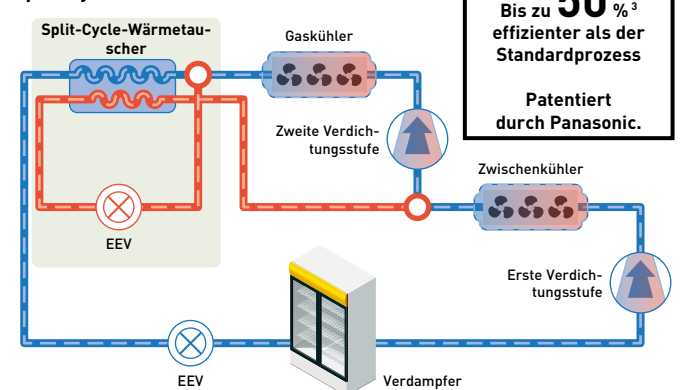 Split-Cycle-Wärmetau-
scher
Gaskühler
Bis zu 50 % ³
effizienter als der
Standardprozess
Patentiert
durch Panasonic.
Zweite Verdich-
tungsstufe
Zwischenkühler
EEV
Erste Verdich-
tungsstufe
EEV
Verdampfer